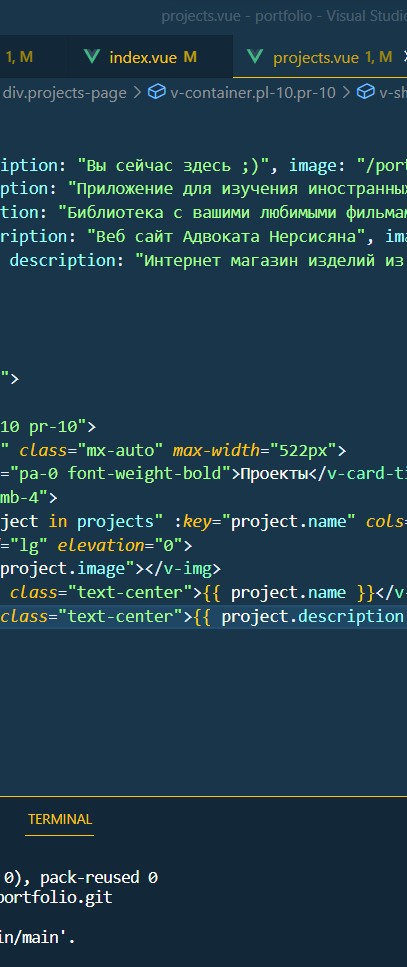 projects.vue - portfolio - Visual Studio
1, M index.vue M projects.vue 1, M
div.projects-page > v-container.pl-10.pr-10 > v-sh
iption: "Вы сейчас здесь ;)", image: "/port
ption: "Приложение для изучения иностранных
tion: "Библиотека с вашими любимыми фильмам
ription: "Веб сайт Адвоката Нерсисяна", ima
description: "Интернет магазин изделий из
">
10 pr-10">
" class="mx-auto" max-width="522px">
="pa-0 font-weight-bold">Проекты</v-card-ti
mb-4">
ject in projects" :key="project.name" cols=
="lg" elevation="0">
project.image"></v-img>
class="text-center">{{ project.name }}</v-
class="text-center">{{ project.description
TERMINAL
0), pack-reused 0
portfolio.git
in/main'.